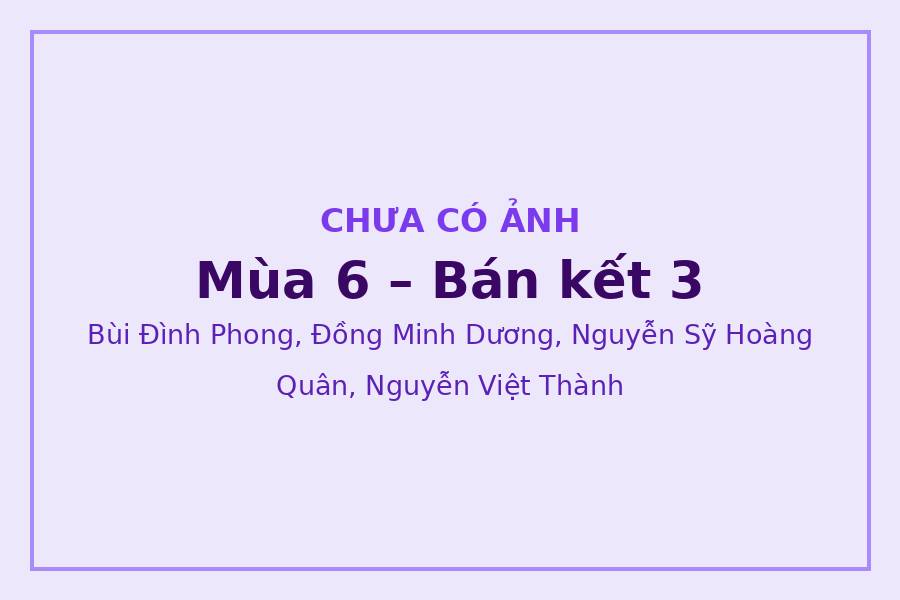 CHƯA CÓ ẢNH
Mùa 6 – Bán kết 3
Bùi Đình Phong, Đồng Minh Dương, Nguyễn Sỹ Hoàng
Quân, Nguyễn Việt Thành